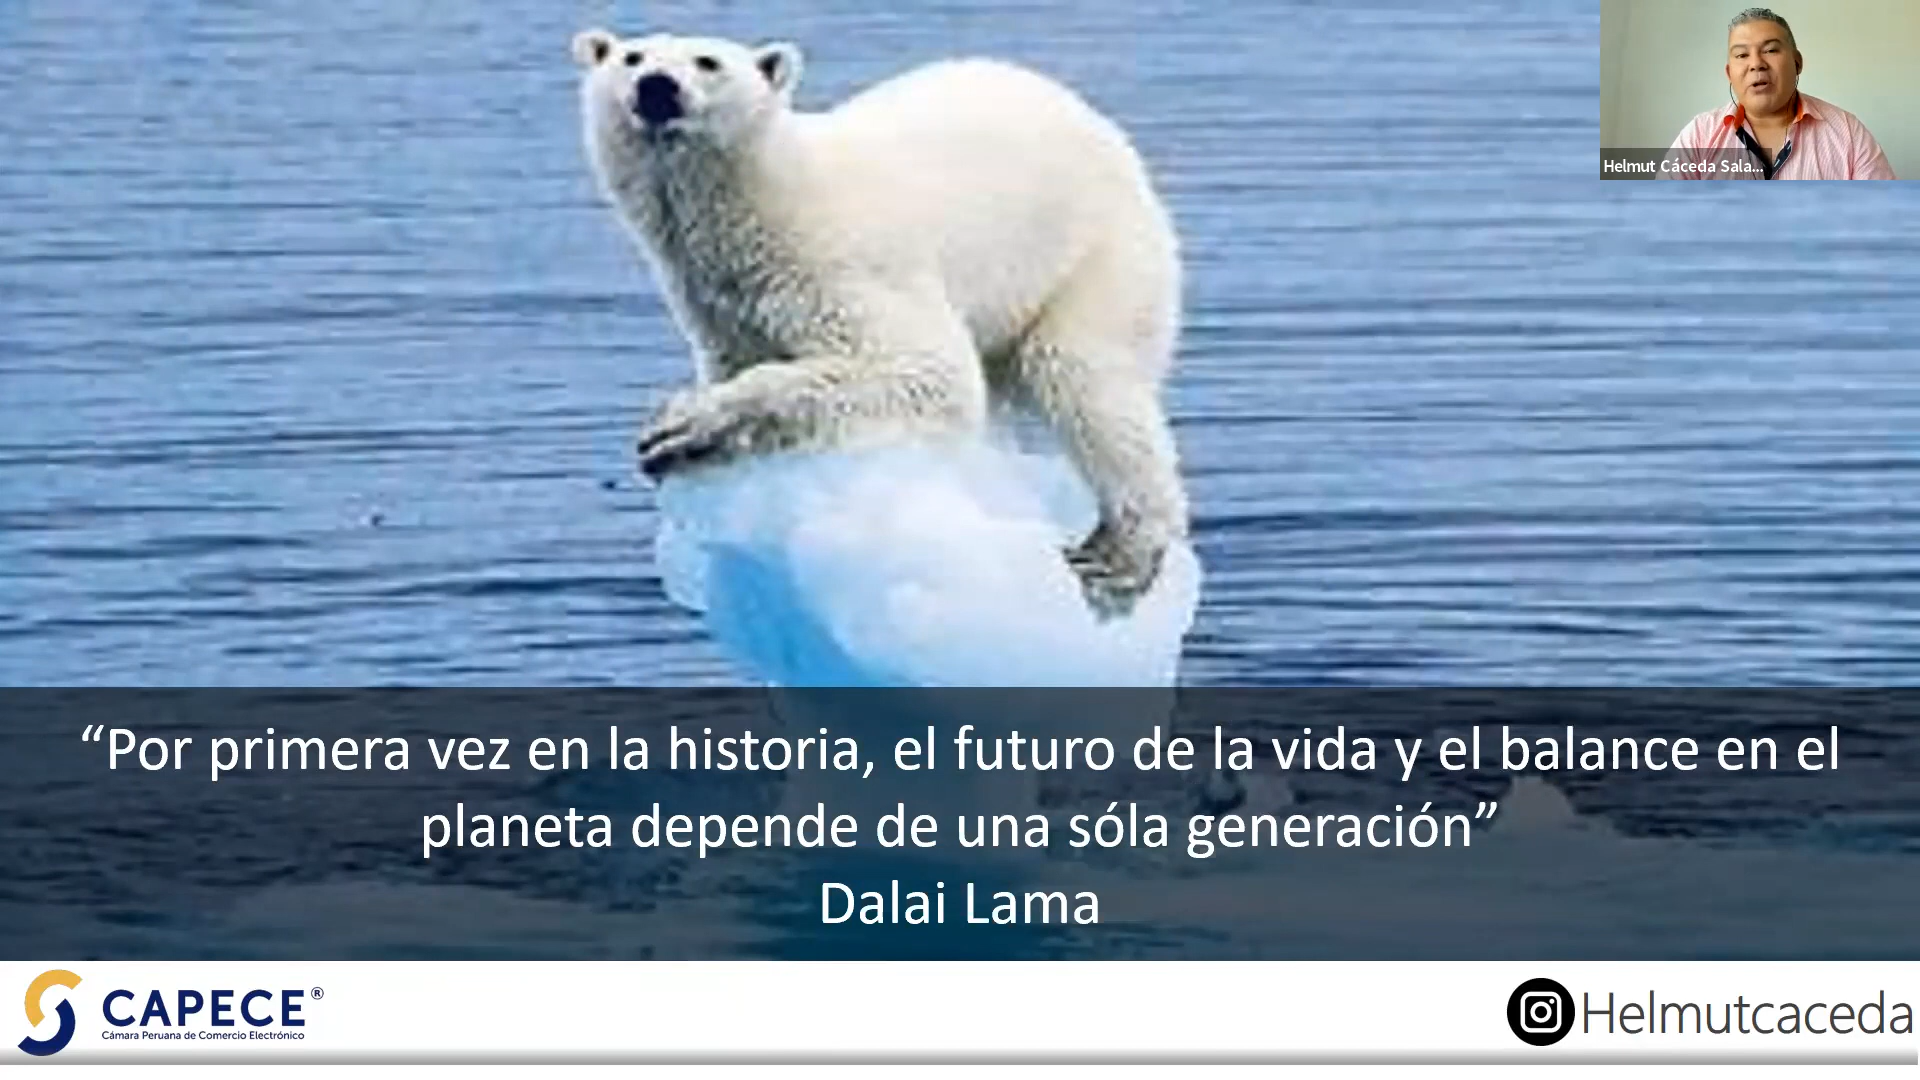 Helmut Cáceda Sala...
“Por primera vez en la historia, el futuro de la vida y el balance en el
planeta depende de una sóla generación”
Dalai Lama
CAPECE®
Cámara Peruana de Comercio Electrónico
Helmutcaceda